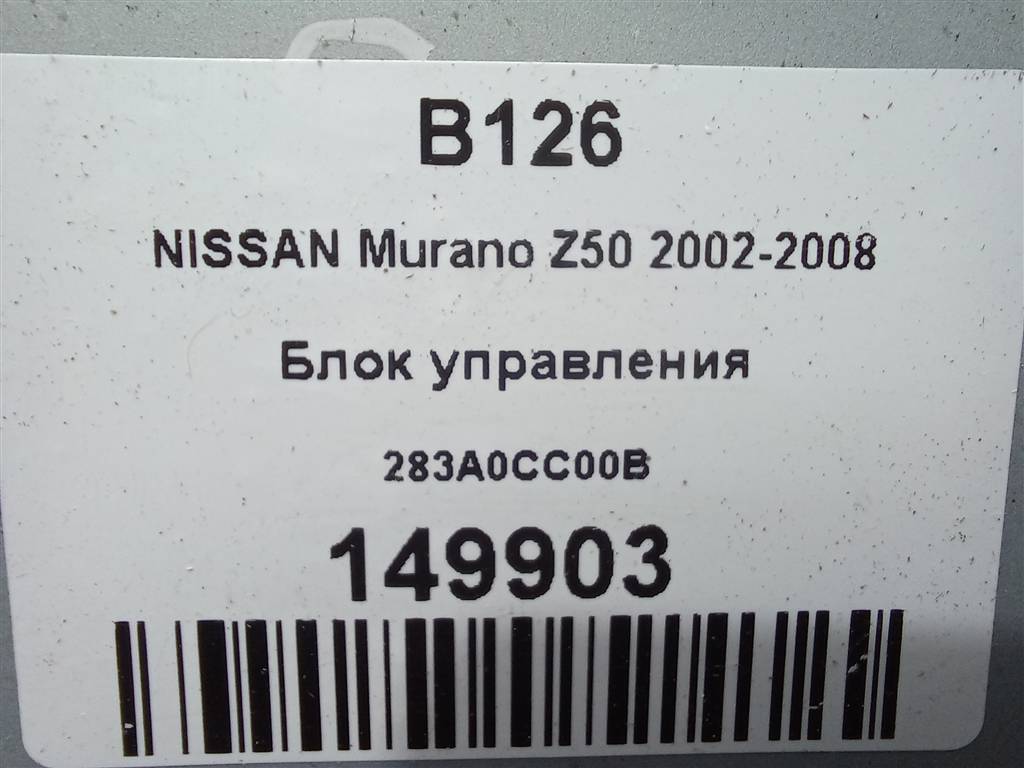 B126
NISSAN Murano Z50 2002-2008
Блок управления
283A0CC00B
149903